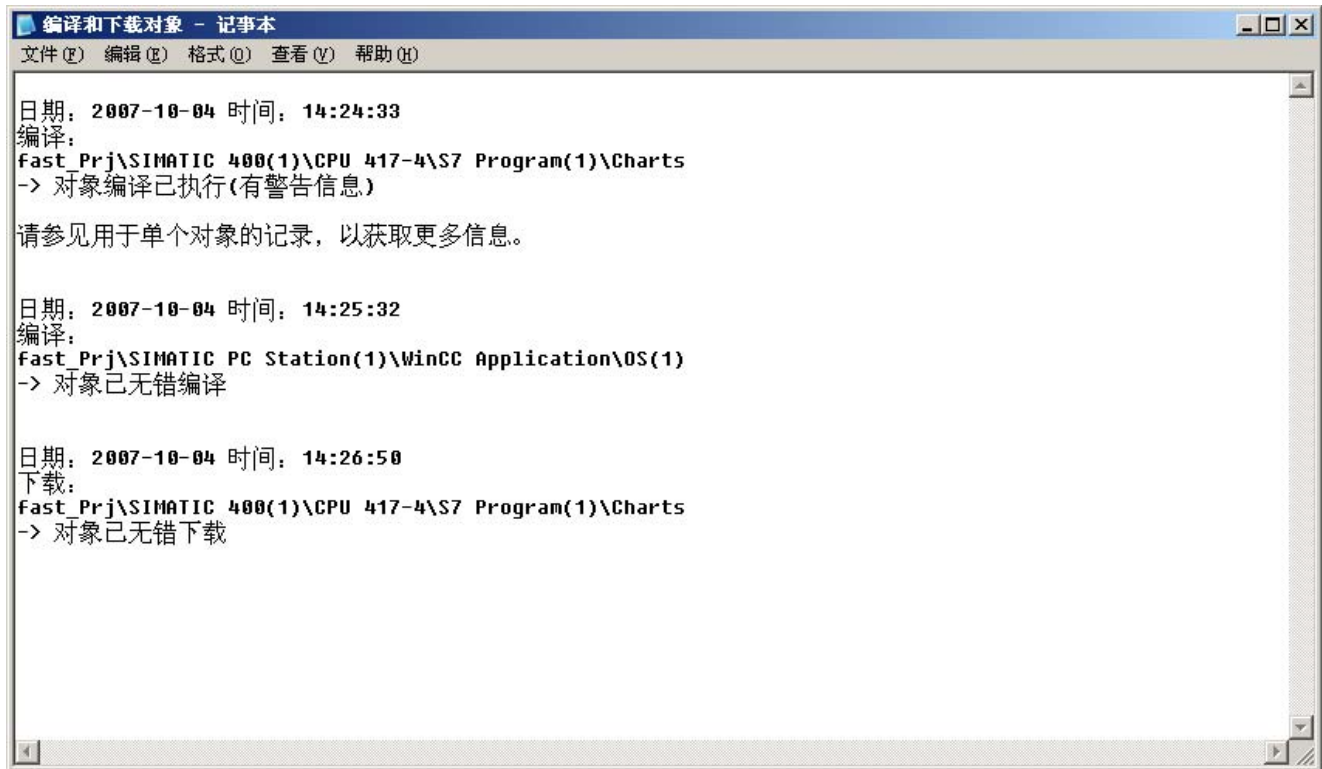 编译和下载对象 - 记事本
文件(F) 编辑(E) 格式(O) 查看(V) 帮助(H)
日期：2007-10-04 时间：14:24:33
编译：
fast_Prj\SIMATIC 400(1)\CPU 417-4\S7 Program(1)\Charts
-> 对象编译已执行(有警告信息)
请参见用于单个对象的记录，以获取更多信息。
日期：2007-10-04 时间：14:25:32
编译：
fast_Prj\SIMATIC PC Station(1)\WinCC Application\OS(1)
-> 对象已无错编译
日期：2007-10-04 时间：14:26:50
下载：
fast_Prj\SIMATIC 400(1)\CPU 417-4\S7 Program(1)\Charts
-> 对象已无错下载